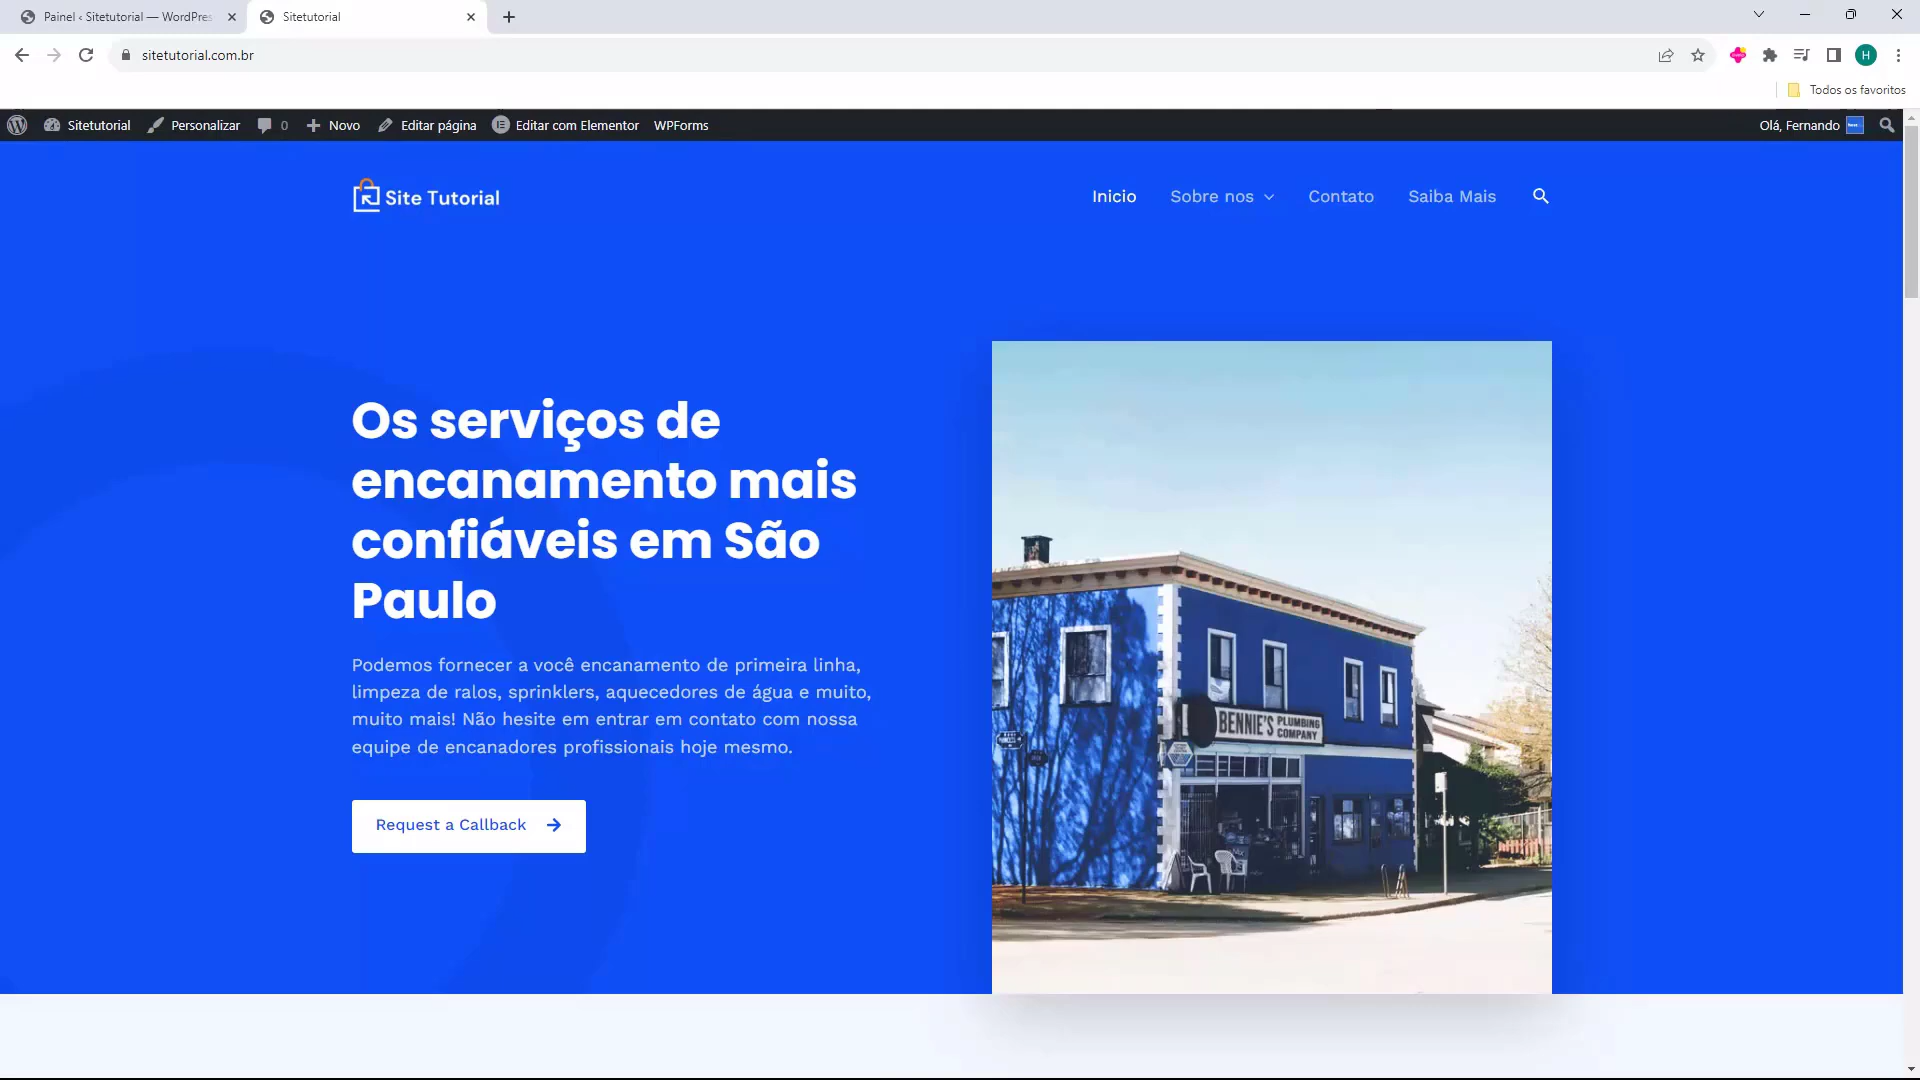 Painel ‹ Sitetutorial — WordPres
Sitetutorial
sitetutorial.com.br
H
Todos os favoritos
Sitetutorial
Personalizar
0
Novo
Editar página
Editar com Elementor
WPForms
Olá, Fernando
Site Tutorial
Inicio
Sobre nos
Contato
Saiba Mais
Os serviços de
encanamento mais
confiáveis em São
Paulo
Podemos fornecer a você encanamento de primeira linha,
limpeza de ralos, sprinklers, aquecedores de água e muito,
muito mais! Não hesite em entrar em contato com nossa
equipe de encanadores profissionais hoje mesmo.
Request a Callback
BENNIE'S PLUMBING
COMPANY